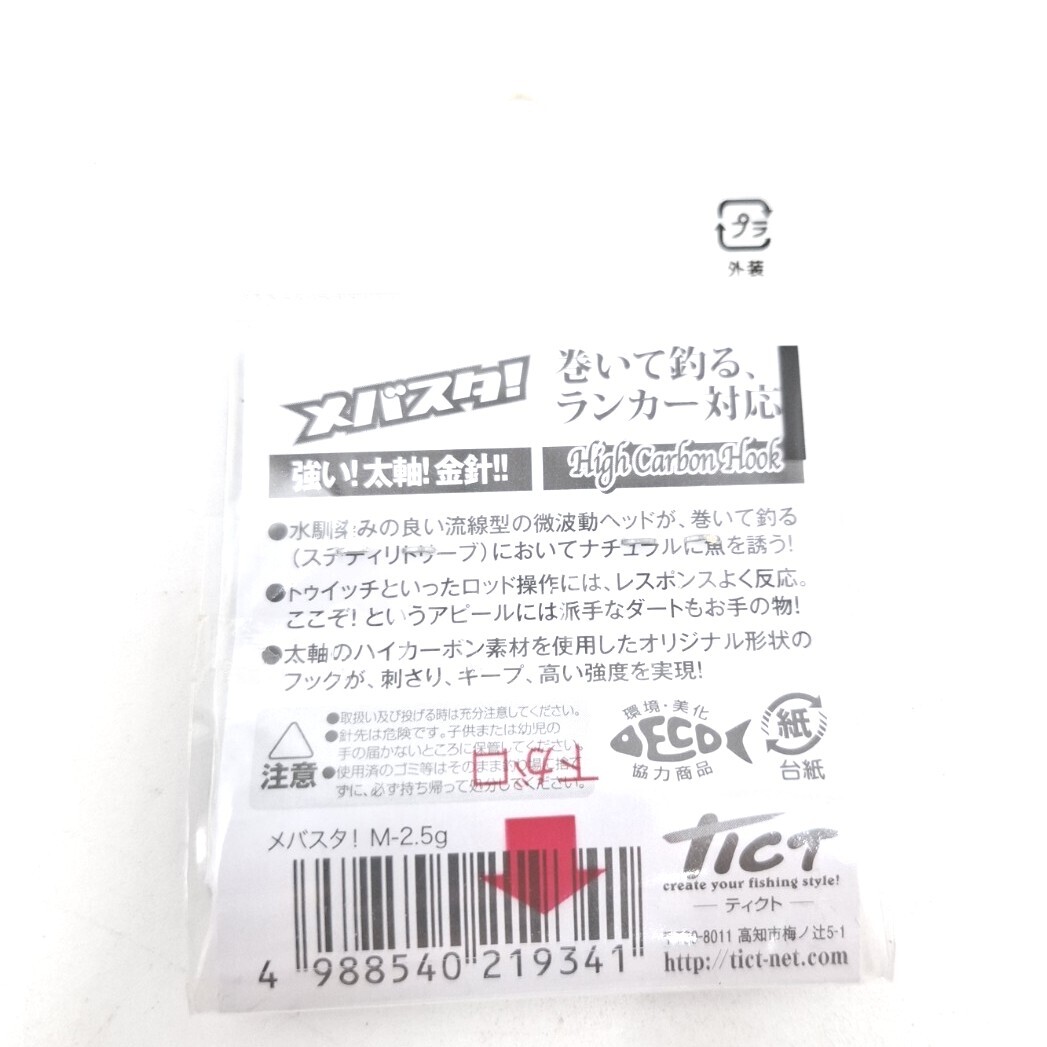 プラ
外装
メバスタ!
巻いて釣る、
ランカー対応
強い!太軸!金針!!
High Carbon Hook
●水馴染みの良い流線型の微波動ヘッドが、巻いて釣る
(ステディリトリーブ)においてナチュラルに魚を誘う!
●トゥイッチといったロッド操作には、レスポンスよく反応。
ここぞ!というアピールには派手なダートもお手の物!
●太軸のハイカーボン素材を使用したオリジナル形状の
フックが、刺さり、キープ、高い強度を実現!
注意
●取扱い及び投げる時は充分注意してください。
●針先は危険です。子供または幼児の
手の届かないところに保管してください。
●使用済のゴミ等はそのまま釣り場に捨て
ずに、必ず持ち帰って処分してください。
環境・美化
ECO
協力商品
紙
台紙
メバスタ! M-2.5g
4 988540 219341
TICT
create your fishing style!
ティクト
-8011 高知市梅ノ辻5-1
http://tict-net.com